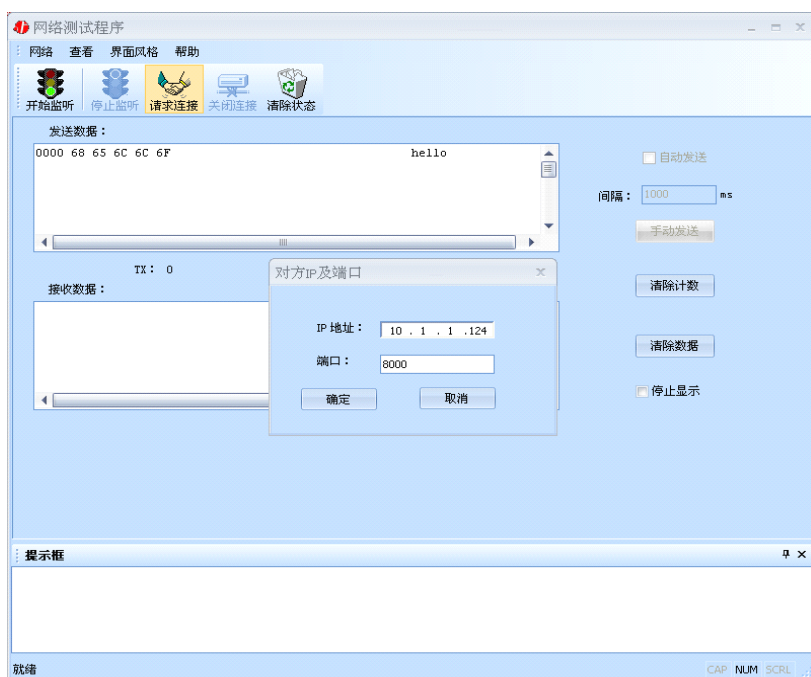 网络测试程序
网络 查看 界面风格 帮助
开始监听 停止监听 请求连接 关闭连接 清除状态
发送数据：
0000 68 65 6C 6C 6F hello
自动发送
间隔： 1000 ms
手动发送
TX： 0
接收数据：
对方IP及端口
IP 地址： 10 . 1 . 1 .124
端口： 8000
确定 取消
清除计数
清除数据
停止显示
提示框
就绪
CAP NUM SCRL